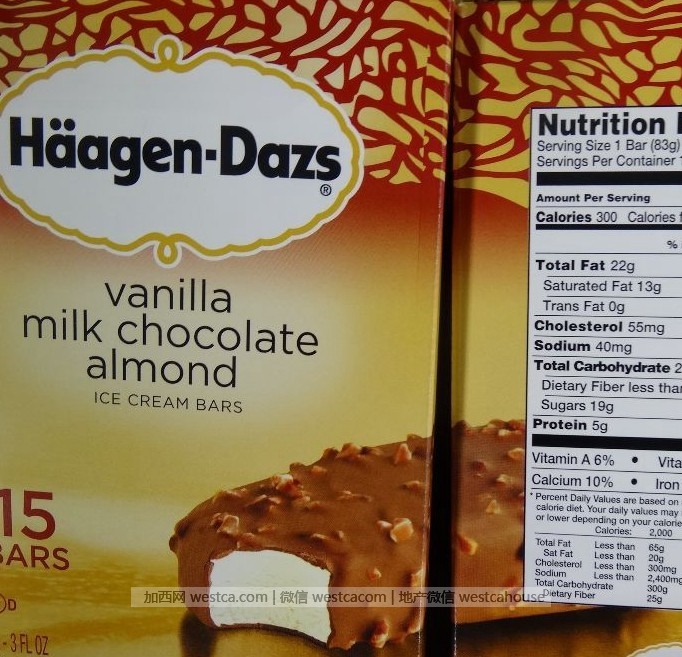 Häagen-Dazs
®
vanilla
milk chocolate
almond
ICE CREAM BARS
15
BARS
D
- 3 FL OZ
Nutrition
Serving Size 1 Bar (83g)
Servings Per Container
Amount Per Serving
Calories 300 Calories
%
Total Fat 22g
Saturated Fat 13g
Trans Fat 0g
Cholesterol 55mg
Sodium 40mg
Total Carbohydrate 2
Dietary Fiber less than
Sugars 19g
Protein 5g
Vitamin A 6% •
Calcium 10% • Iron
* Percent Daily Values are based on
calorie diet. Your daily values may
or lower depending on your calorie
Calories: 2,000
Total Fat Less than 65g
Sat Fat Less than 20g
Cholesterol Less than 300mg
Sodium Less than 2,400mg
Total Carbohydrate 300g
Dietary Fiber 25g
加西网 westca.com | 微信 westcacom | 地产微信 westcahouse